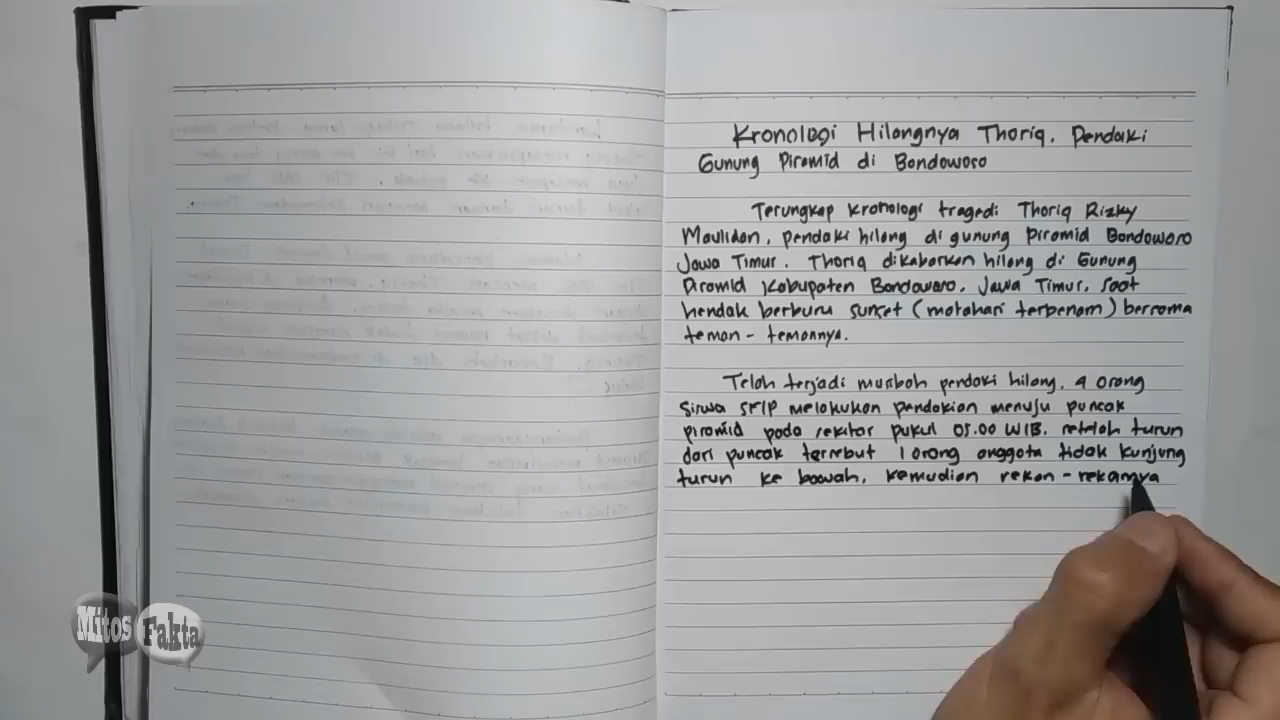 Kronologi Hilangnya Thoriq, Pendaki
Gunung Piramid di Bondowoso
Terungkap kronologi tragedi Thoriq Rizky
Maulidan, pendaki hilang di gunung Piramid Bondowoso
Jawa Timur. Thoriq dikabarkan hilang di Gunung
Piramid Kabupaten Bondowoso, Jawa Timur, saat
hendak berburu sunset (matahari terbenam) bersama
teman - temannya.
Telah terjadi musibah pendaki hilang, 4 orang
siswa SMP melakukan pendakian menuju puncak
piramid pada sekitar pukul 05.00 WIB. setelah turun
dari puncak tersebut 1 orang anggota tidak kunjung
turun ke bawah, kemudian rekan - rekannya
Mitos
Fakta